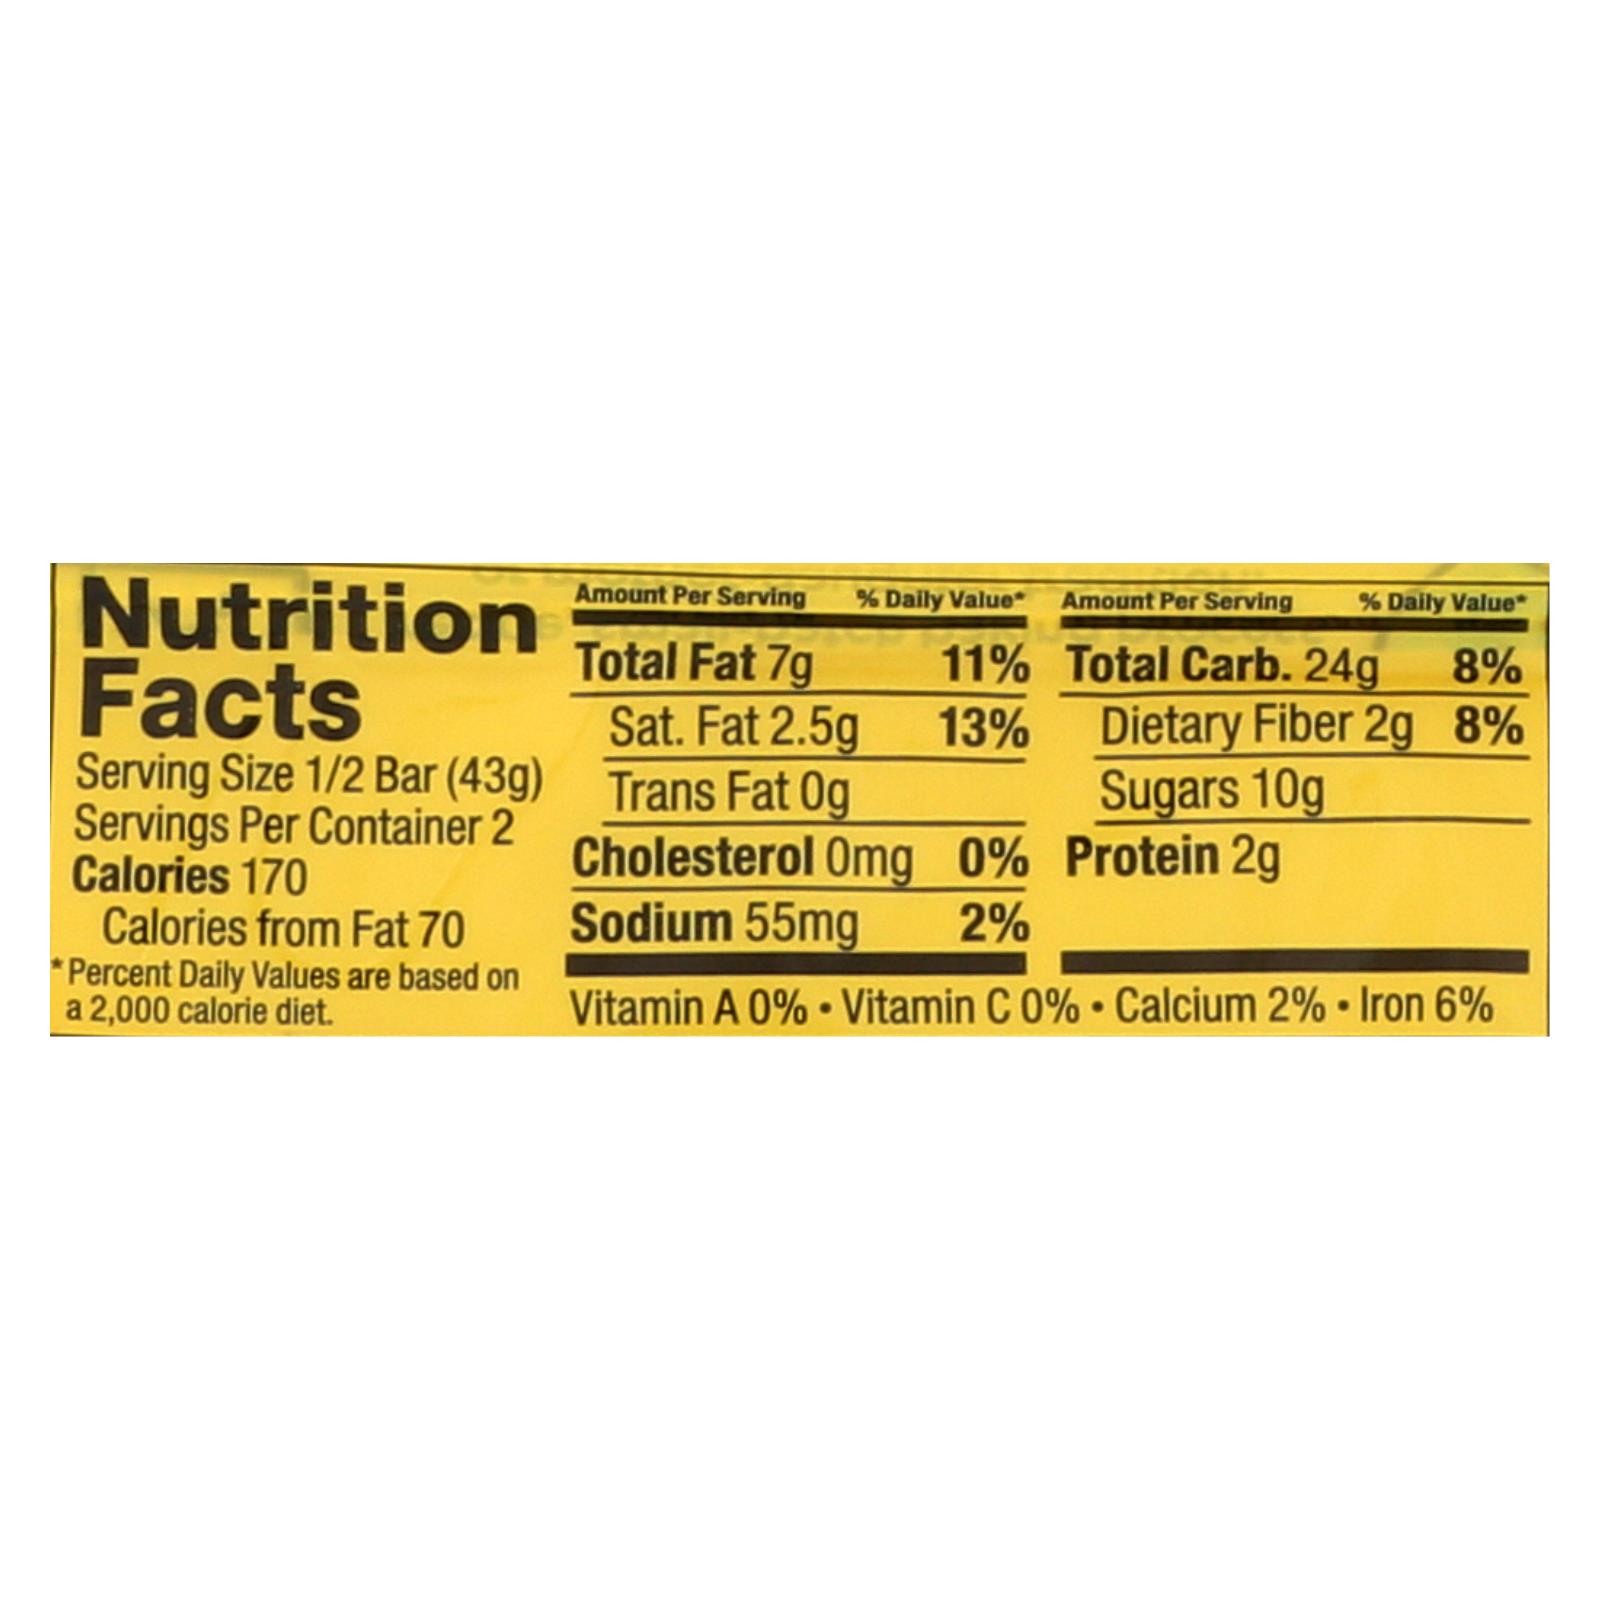 Nutrition
Facts
Serving Size 1/2 Bar (43g)
Servings Per Container 2
Calories 170
Calories from Fat 70
*Percent Daily Values are based on
a 2,000 calorie diet.
Amount Per Serving % Daily Value*
Total Fat 7g 11%
Sat. Fat 2.5g 13%
Trans Fat 0g
Cholesterol 0mg 0%
Sodium 55mg 2%
Amount Per Serving % Daily Value*
Total Carb. 24g 8%
Dietary Fiber 2g 8%
Sugars 10g
Protein 2g
Vitamin A 0% • Vitamin C 0% • Calcium 2% • Iron 6%